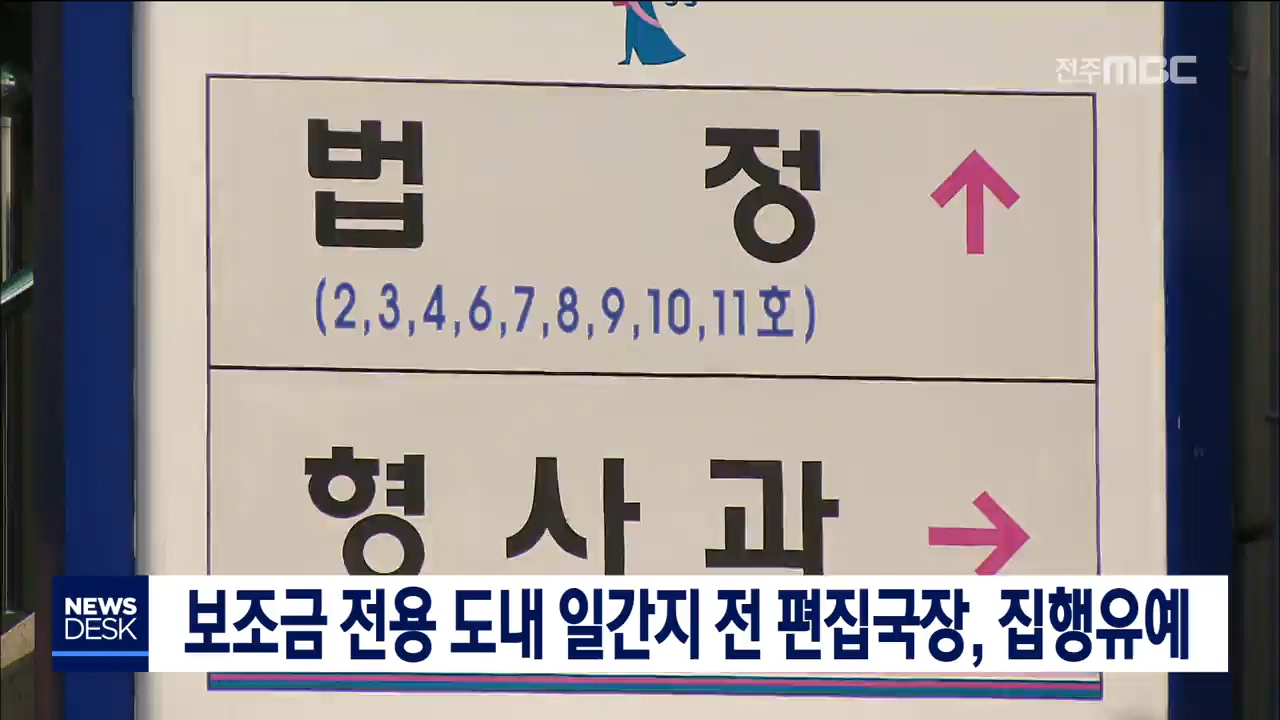 전주MBC
법 정
(2,3,4,6,7,8,9,10,11호)
형 사 과
NEWS DESK
보조금 전용 도내 일간지 전 편집국장, 집행유예